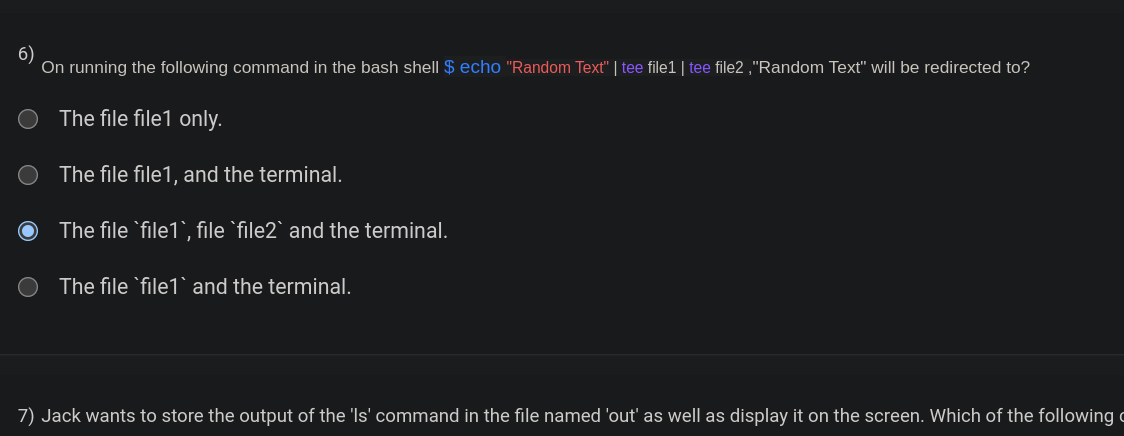 6)
On running the following command in the bash shell $ echo "Random Text" | tee file1 | tee file2 ,"Random Text" will be redirected to?
The file file1 only.
The file file1, and the terminal.
The file `file1`, file `file2` and the terminal.
The file `file1` and the terminal.
7) Jack wants to store the output of the 'ls' command in the file named 'out' as well as display it on the screen. Which of the following